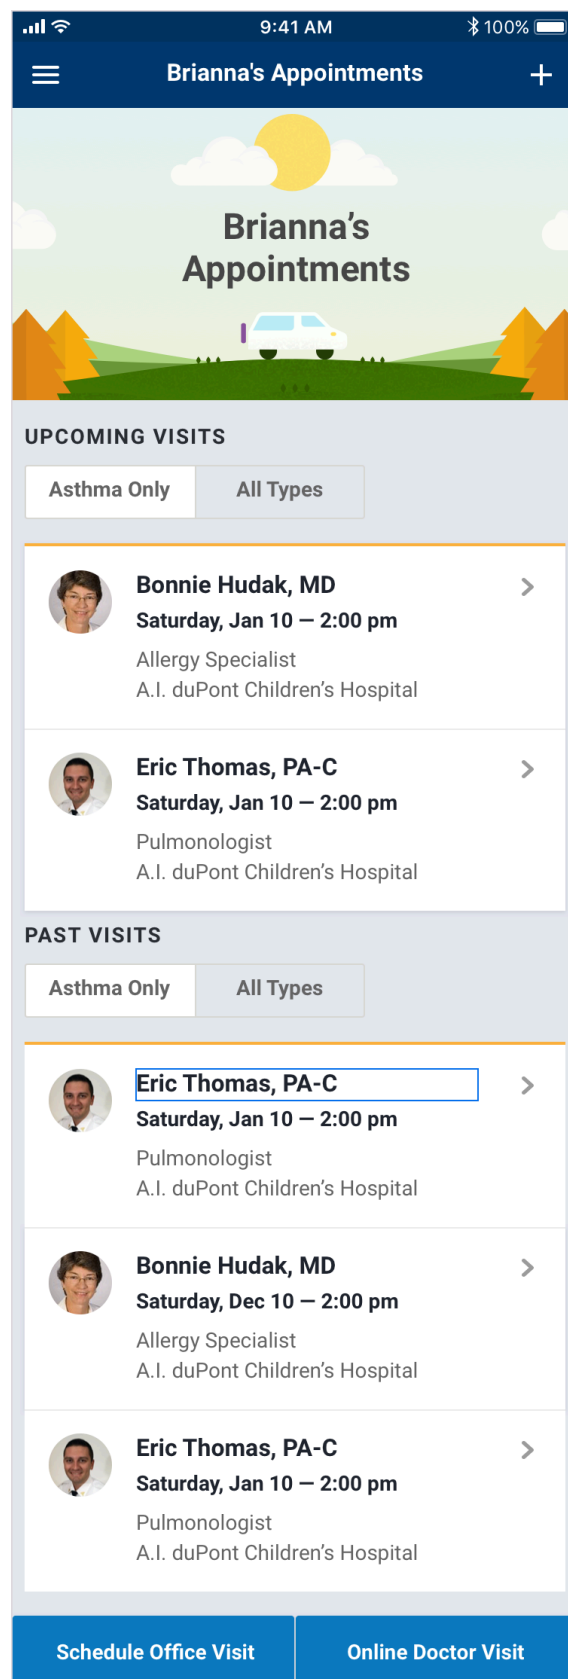 9:41 AM
100%
Brianna's Appointments
Brianna’s
Appointments
UPCOMING VISITS
Asthma Only
All Types
Bonnie Hudak, MD
Saturday, Jan 10 — 2:00 pm
Allergy Specialist
A.I. duPont Children’s Hospital
Eric Thomas, PA-C
Saturday, Jan 10 — 2:00 pm
Pulmonologist
A.I. duPont Children’s Hospital
PAST VISITS
Asthma Only
All Types
Eric Thomas, PA-C
Saturday, Jan 10 — 2:00 pm
Pulmonologist
A.I. duPont Children’s Hospital
Bonnie Hudak, MD
Saturday, Dec 10 — 2:00 pm
Allergy Specialist
A.I. duPont Children’s Hospital
Eric Thomas, PA-C
Saturday, Jan 10 — 2:00 pm
Pulmonologist
A.I. duPont Children’s Hospital
Schedule Office Visit
Online Doctor Visit